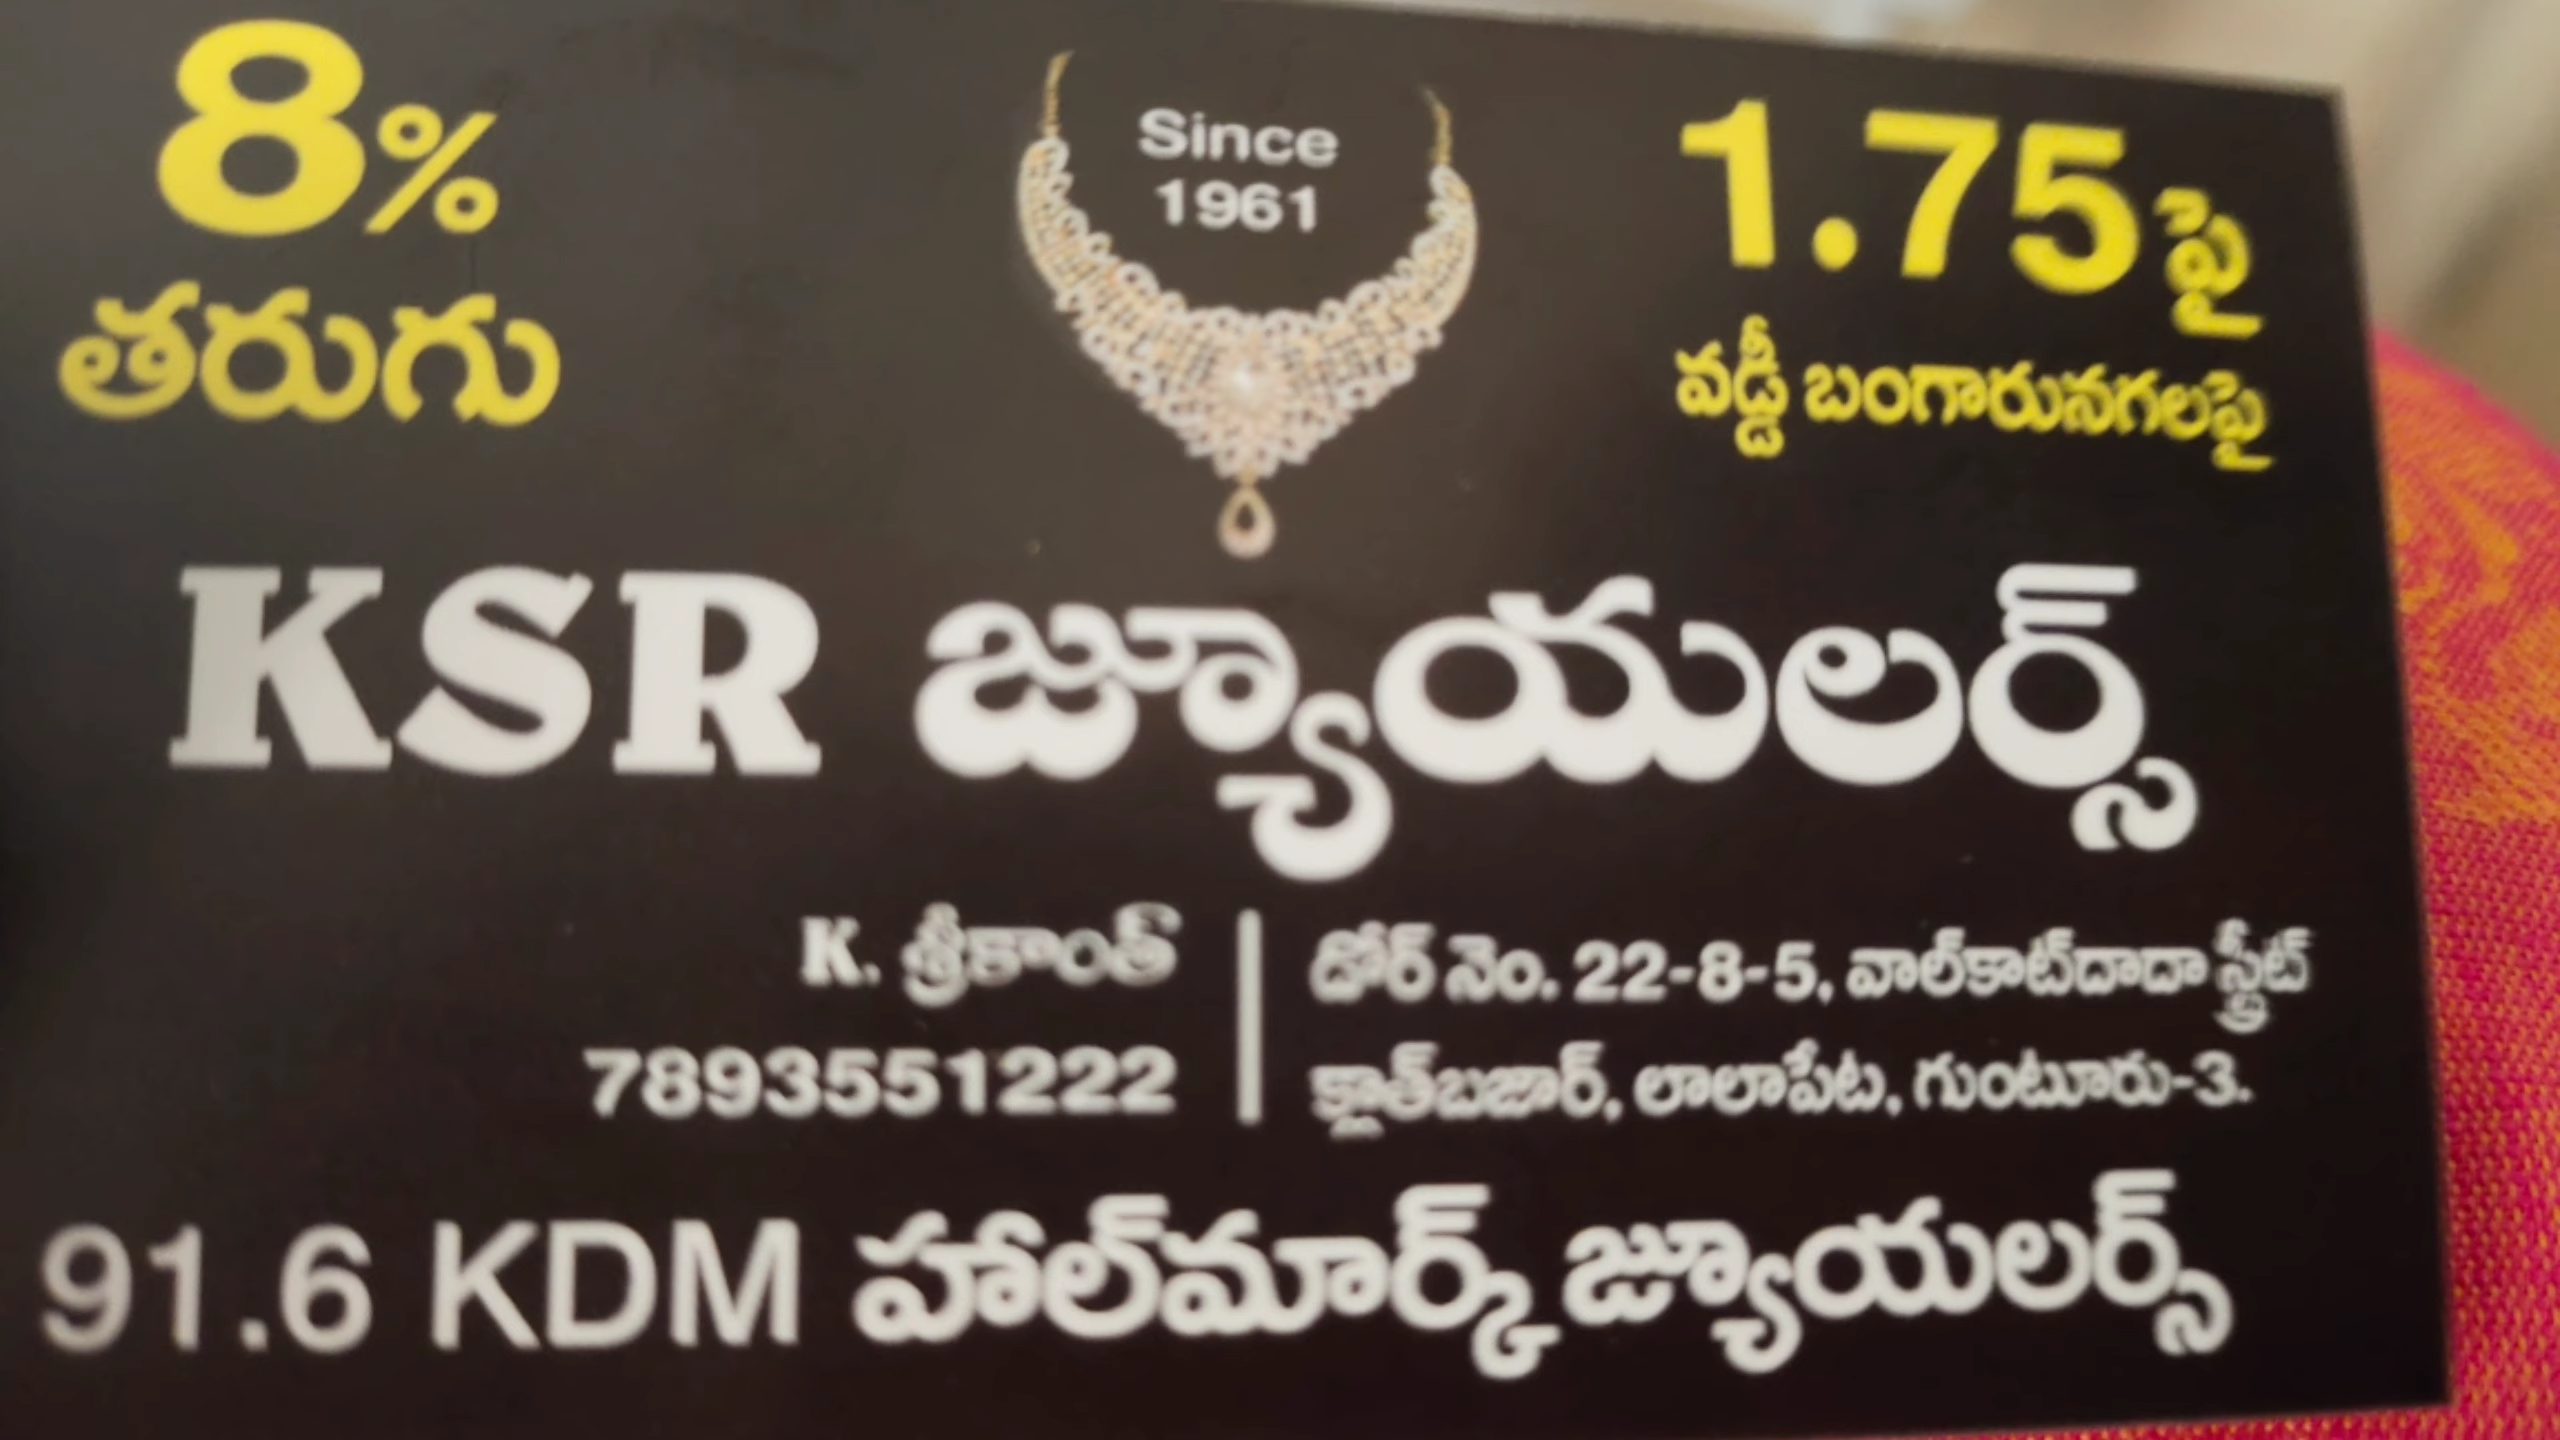 8%
తరుగు
Since
1961
1.75 పై
వడ్డీ బంగారునగలపై
KSR జ్యూయలర్స్
K. శ్రీకాంత్
7893551222
డోర్ నెం. 22-8-5, వాల్‌కాట్‌దాదా స్ట్రీట్
క్లాత్‌బజార్, లాలాపేట, గుంటూరు-3.
91.6 KDM హాల్‌మార్క్ జ్యూయలర్స్